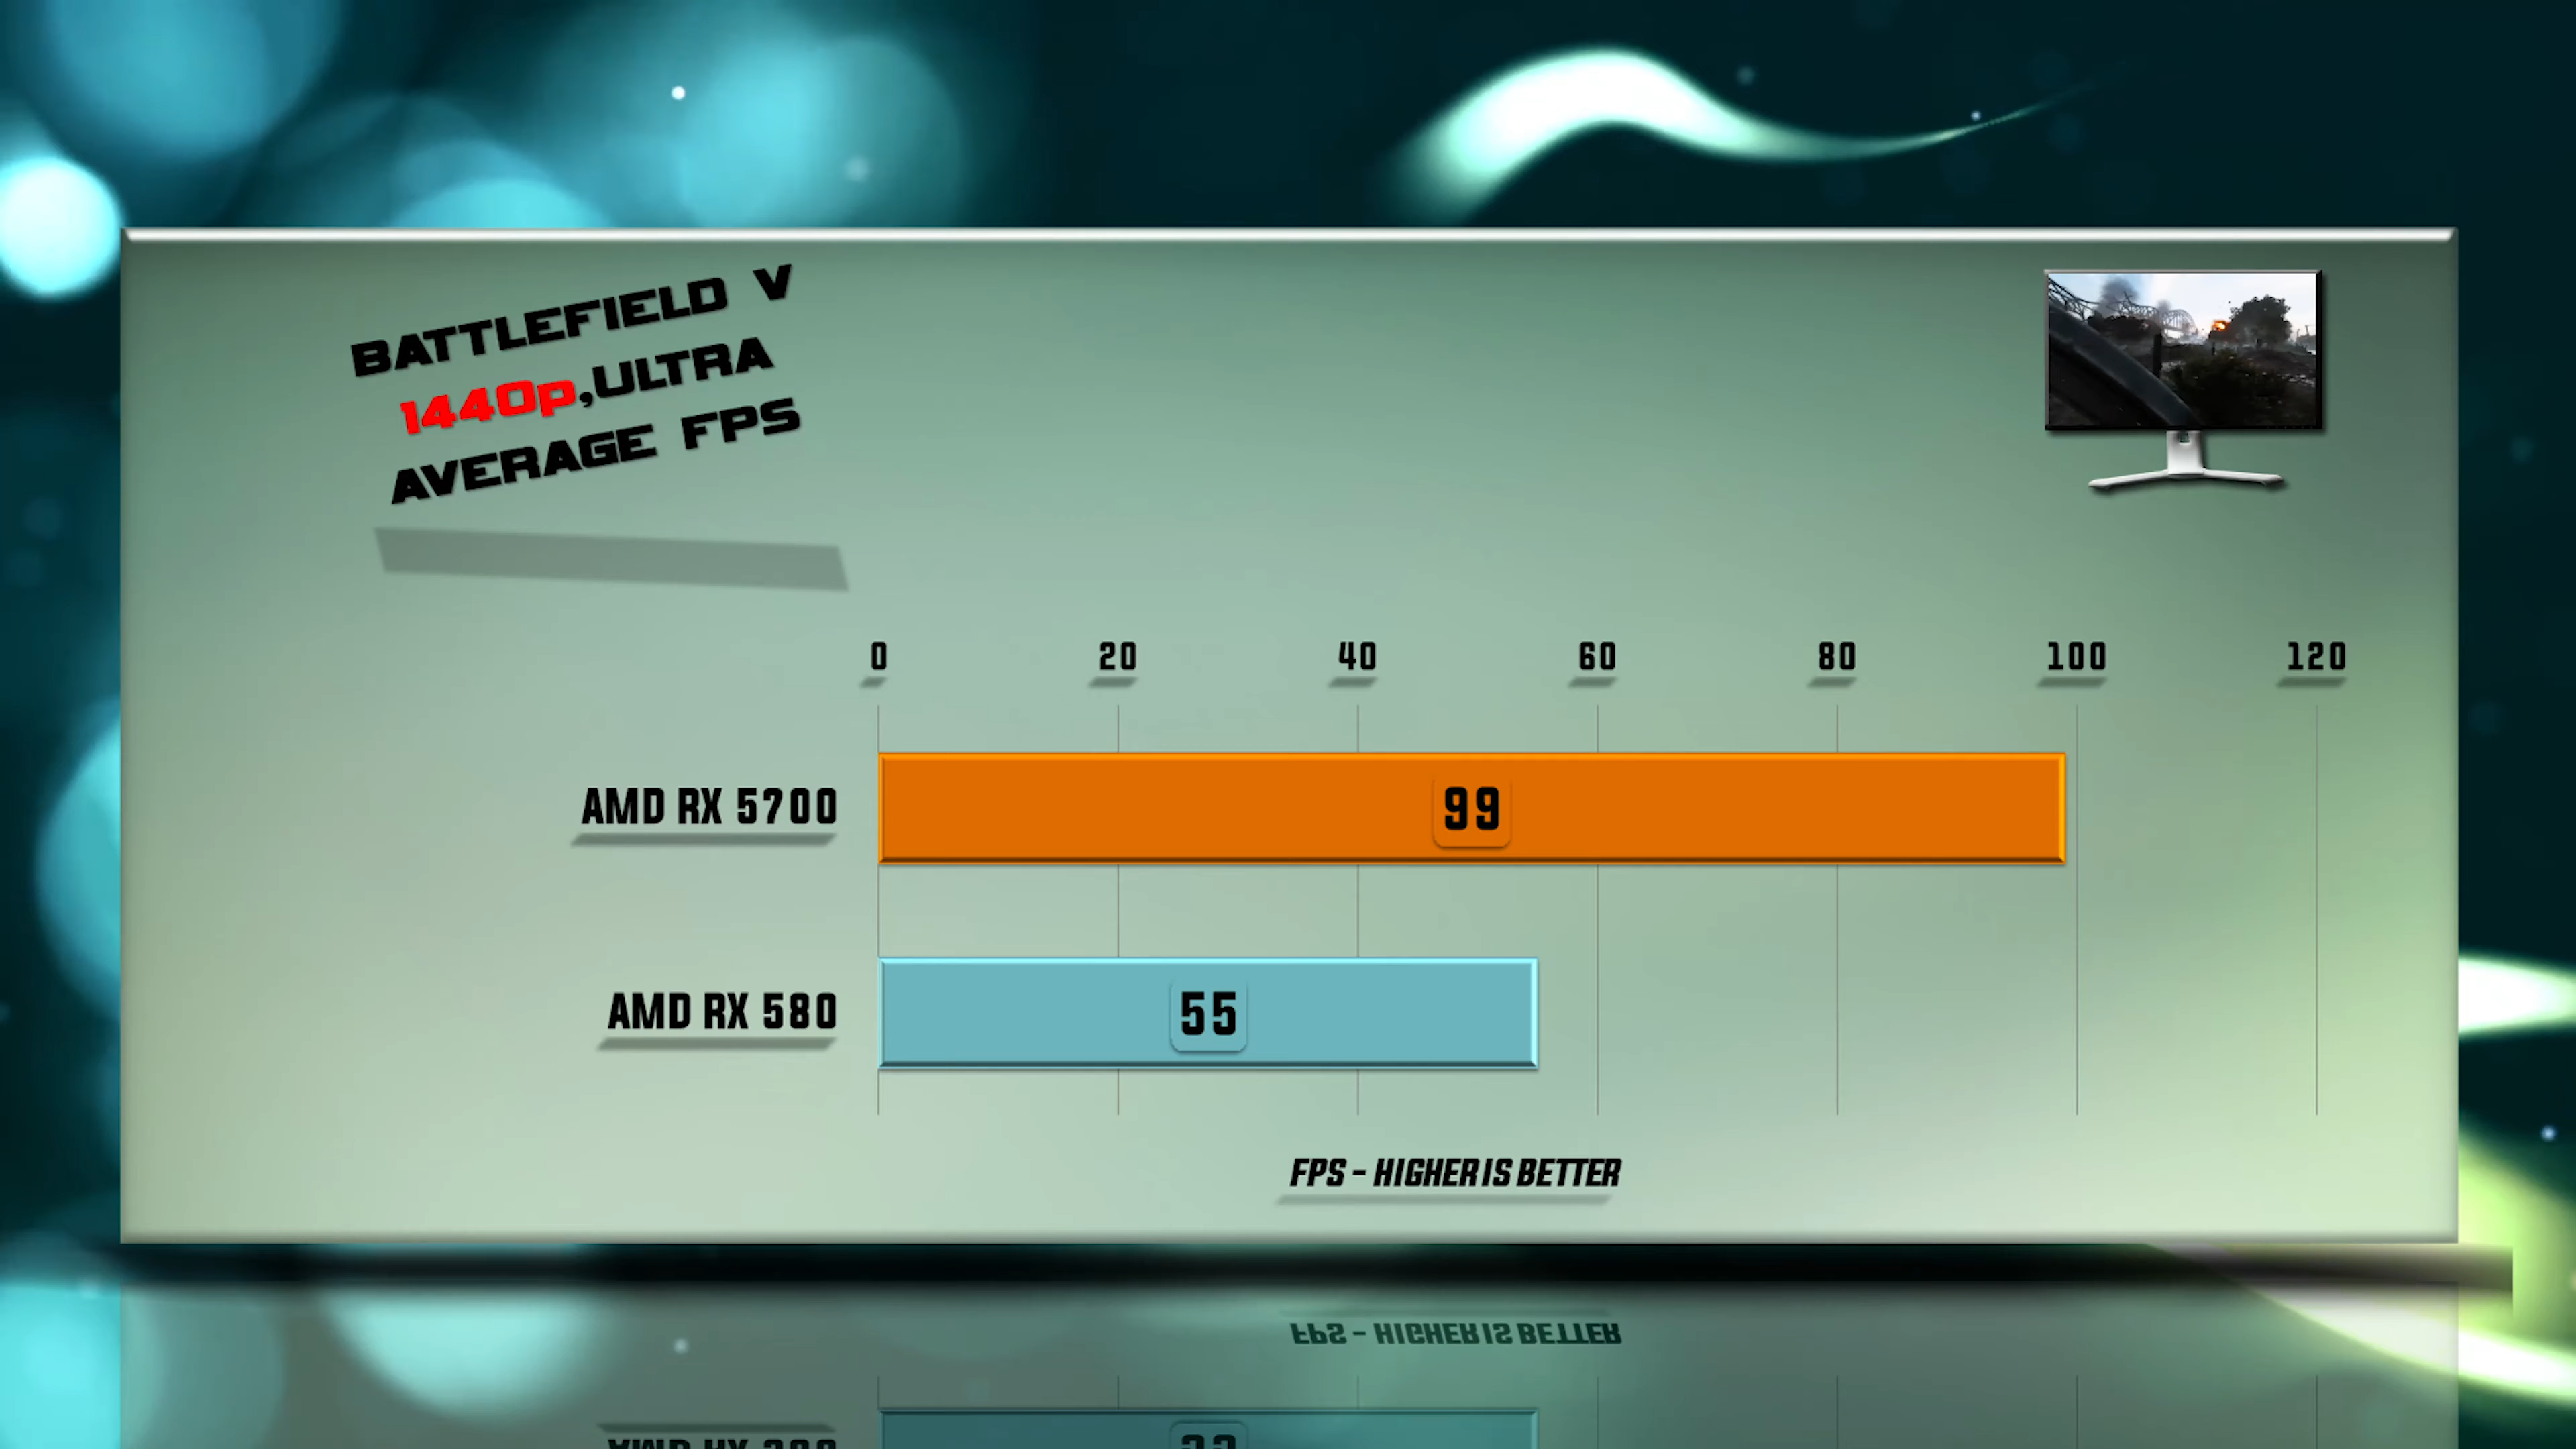 BATTLEFIELD V
1440p,ULTRA
AVERAGE FPS
0 20 40 60 80 100 120
AMD RX 5700 99
AMD RX 580 55
FPS - HIGHER IS BETTER